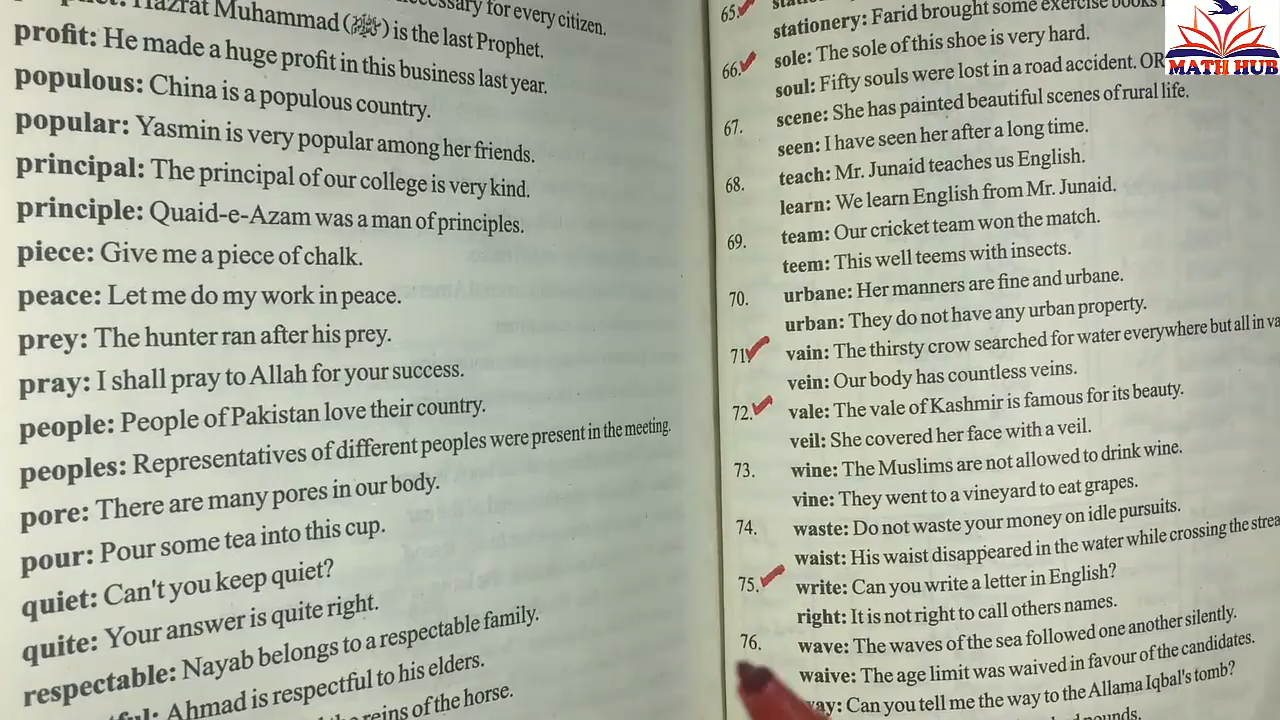 necessary for every citizen.
Hazrat Muhammad (ﷺ) is the last Prophet.
profit: He made a huge profit in this business last year.
populous: China is a populous country.
popular: Yasmin is very popular among her friends.
principal: The principal of our college is very kind.
principle: Quaid-e-Azam was a man of principles.
piece: Give me a piece of chalk.
peace: Let me do my work in peace.
prey: The hunter ran after his prey.
pray: I shall pray to Allah for your success.
people: People of Pakistan love their country.
peoples: Representatives of different peoples were present in the meeting.
pore: There are many pores in our body.
pour: Pour some tea into this cup.
quiet: Can't you keep quiet?
quite: Your answer is quite right.
respectable: Nayab belongs to a respectable family.
Ahmad is respectful to his elders.
reins of the horse.
65.
stationery: Farid brought some exercise books
66. sole: The sole of this shoe is very hard.
soul: Fifty souls were lost in a road accident. OR
67. scene: She has painted beautiful scenes of rural life.
seen: I have seen her after a long time.
68. teach: Mr. Junaid teaches us English.
learn: We learn English from Mr. Junaid.
69. team: Our cricket team won the match.
teem: This well teems with insects.
70. urbane: Her manners are fine and urbane.
urban: They do not have any urban property.
71. vain: The thirsty crow searched for water everywhere but all in va
vein: Our body has countless veins.
72. vale: The vale of Kashmir is famous for its beauty.
veil: She covered her face with a veil.
73. wine: The Muslims are not allowed to drink wine.
vine: They went to a vineyard to eat grapes.
74. waste: Do not waste your money on idle pursuits.
waist: His waist disappeared in the water while crossing the strea
75. write: Can you write a letter in English?
right: It is not right to call others names.
76. wave: The waves of the sea followed one another silently.
waive: The age limit was waived in favour of the candidates.
way: Can you tell me the way to the Allama Iqbal's tomb?
pounds.
MATH HUB